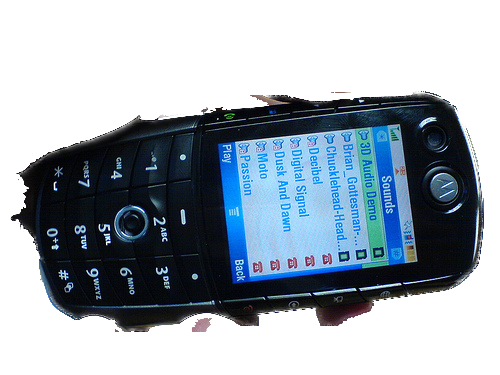 Sounds
3D Audio Demo
Brian_Gottesman-...
Chucklehead-Head...
Decibel
Digital Signal
Dusk And Dawn
Moto
Passion
Play
Back
1
2 ABC
3 DEF
4 GHI
5 JKL
6 MNO
7 PQRS
8 TUV
9 WXYZ
*
0+
#